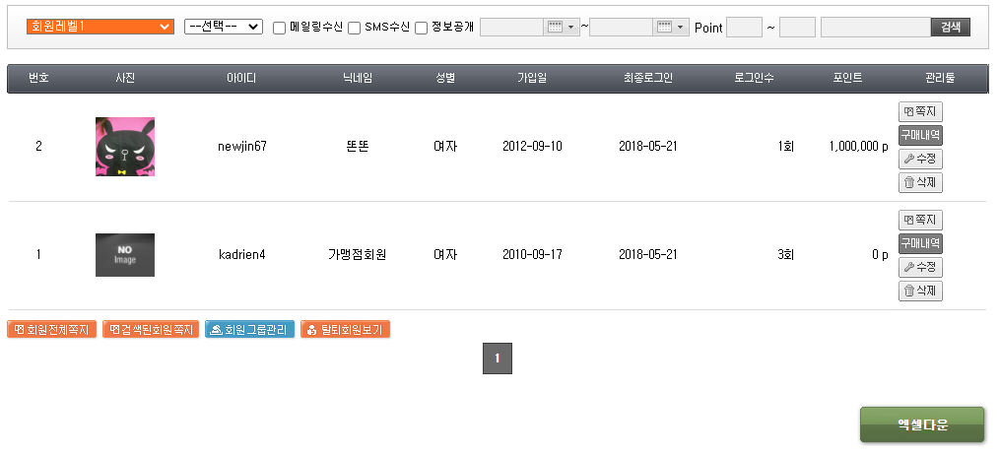 회원레벨1 --선택-- 메일링수신 SMS수신 정보공개 ~ Point ~ 검색
번호 사진 아이디 닉네임 성별 가입일 최종로그인 로그인수 포인트 관리툴
쪽지
구매내역
2 newjin67 뜬뜬 여자 2012-09-10 2018-05-21 1회 1,000,000 p
수정
삭제
쪽지
구매내역
1 NO Image kadrien4 가맹점회원 여자 2010-09-17 2018-05-21 3회 0 p
수정
삭제
회원전체쪽지 검색된회원쪽지 회원그룹관리 탈퇴회원보기
1
엑셀다운